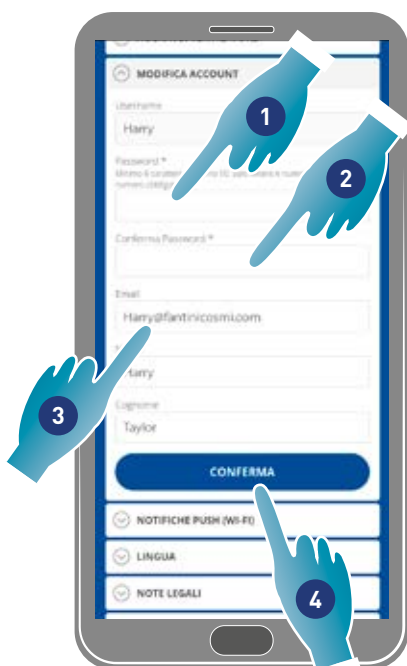 MODIFICA ACCOUNT
Username
1
Harry
Password *
2
Conferma Password *
Email
Harry@fantinicosmi.com
*
Harry
3
Cognome
Taylor
CONFERMA
NOTIFICHE PUSH (WI-FI)
LINGUA
NOTE LEGALI
4